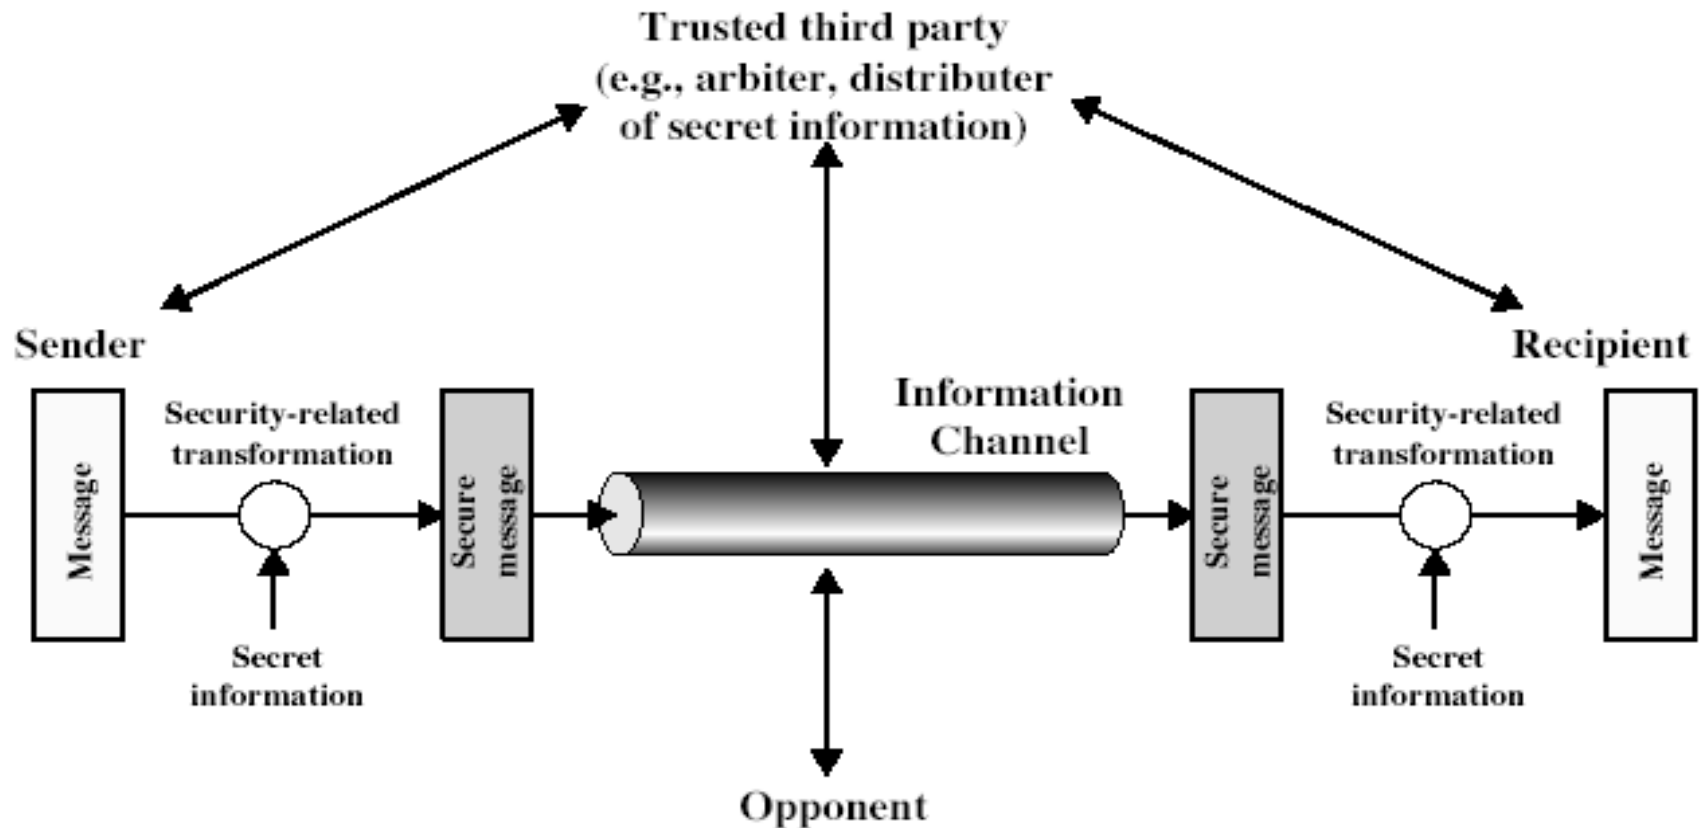 Trusted third party
(e.g., arbiter, distributer
of secret information)
Sender
Recipient
Information
Channel
Security-related
transformation
Security-related
transformation
Message
Secure
message
Secure
message
Message
Secret
information
Secret
information
Opponent